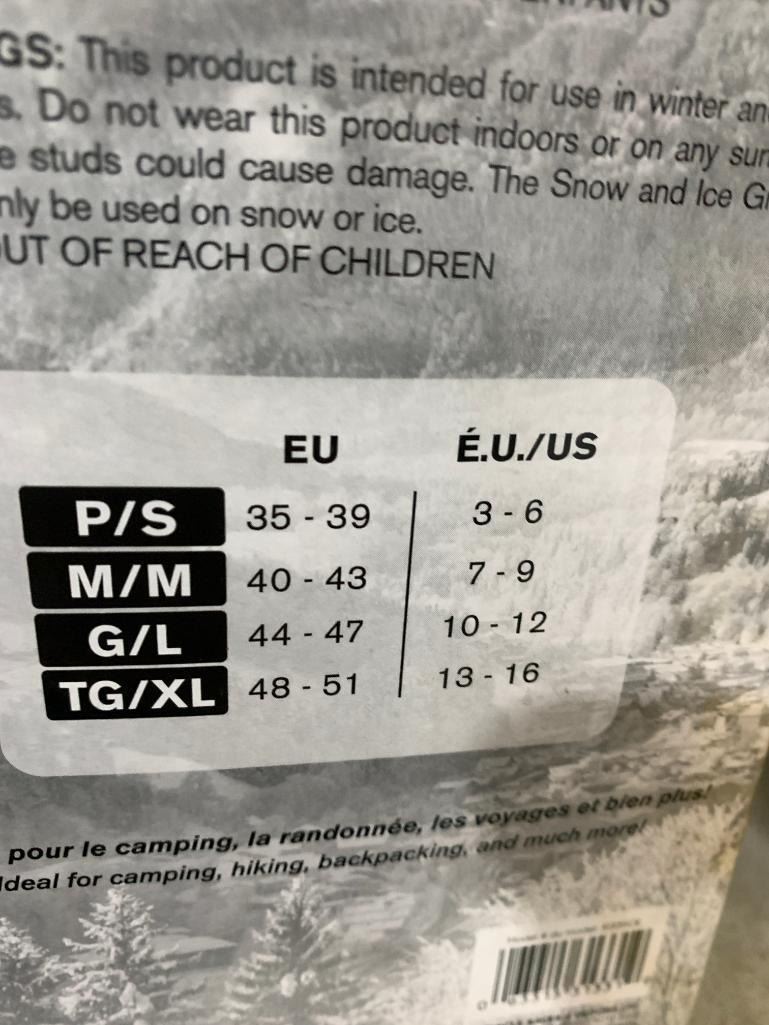 GS: This product is intended for use in winter an
s. Do not wear this product indoors or on any sur
e studs could cause damage. The Snow and Ice G
nly be used on snow or ice.
OUT OF REACH OF CHILDREN
EU É.U./US
P/S 35 - 39 3 - 6
M/M 40 - 43 7 - 9
G/L 44 - 47 10 - 12
TG/XL 48 - 51 13 - 16
pour le camping, la randonnée, les voyages et bien plus!
Ideal for camping, hiking, backpacking, and much more!